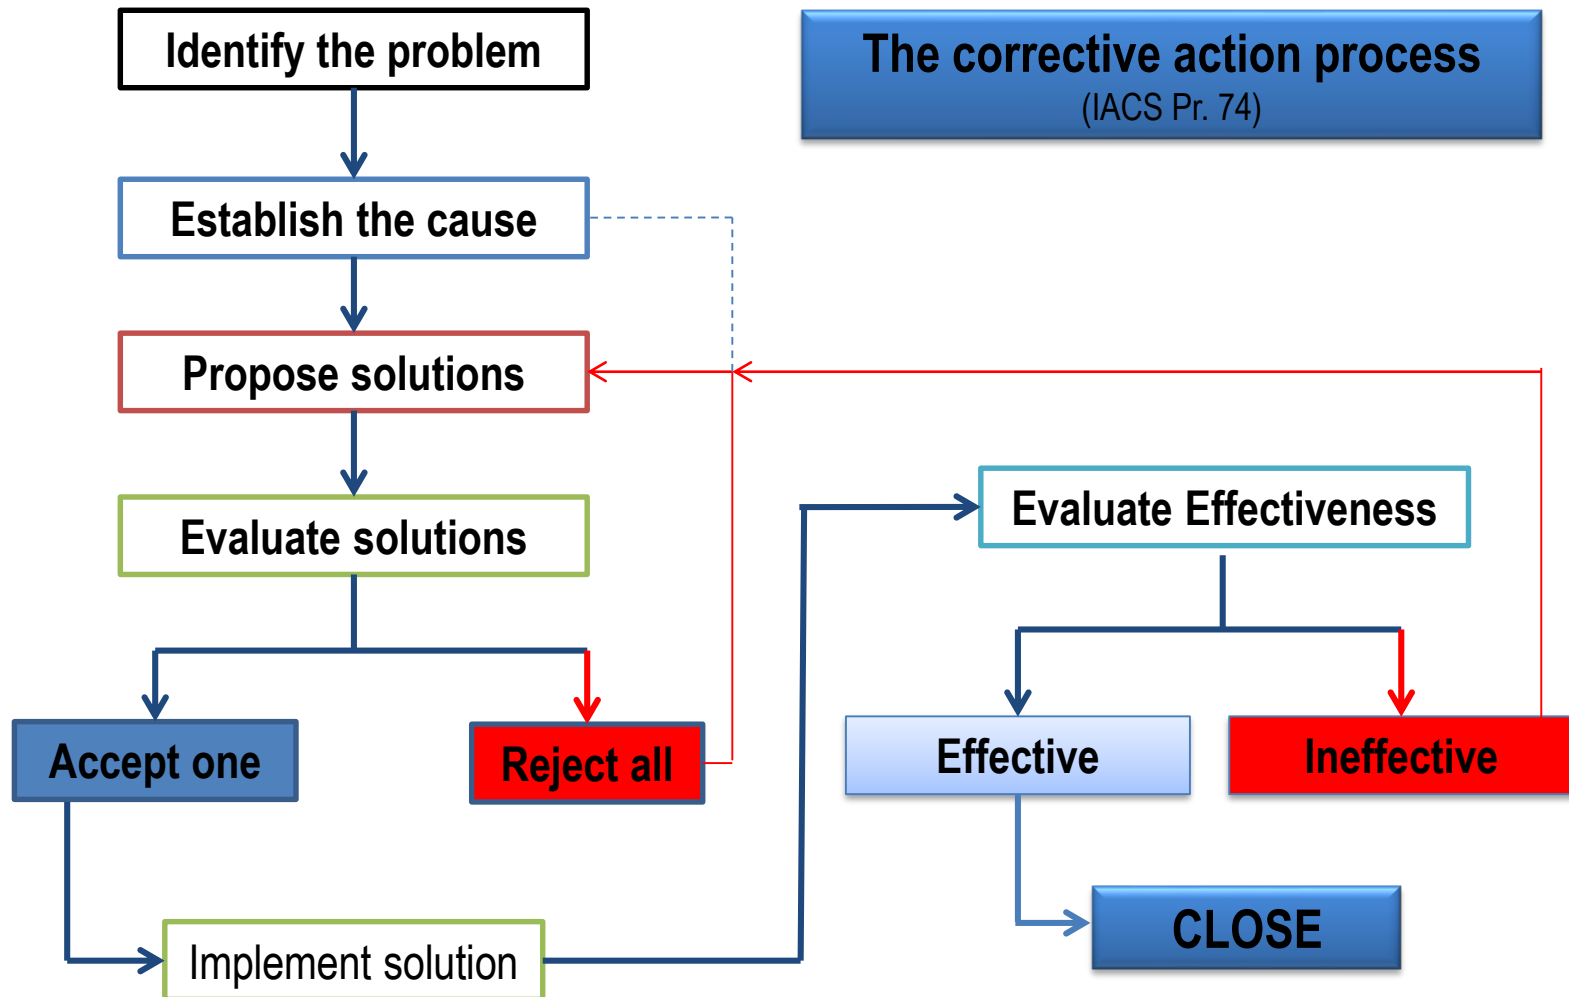 Identify the problem
The corrective action process
(IACS Pr. 74)
Establish the cause
Propose solutions
Evaluate solutions
Evaluate Effectiveness
Accept one
Reject all
Effective
Ineffective
Implement solution
CLOSE